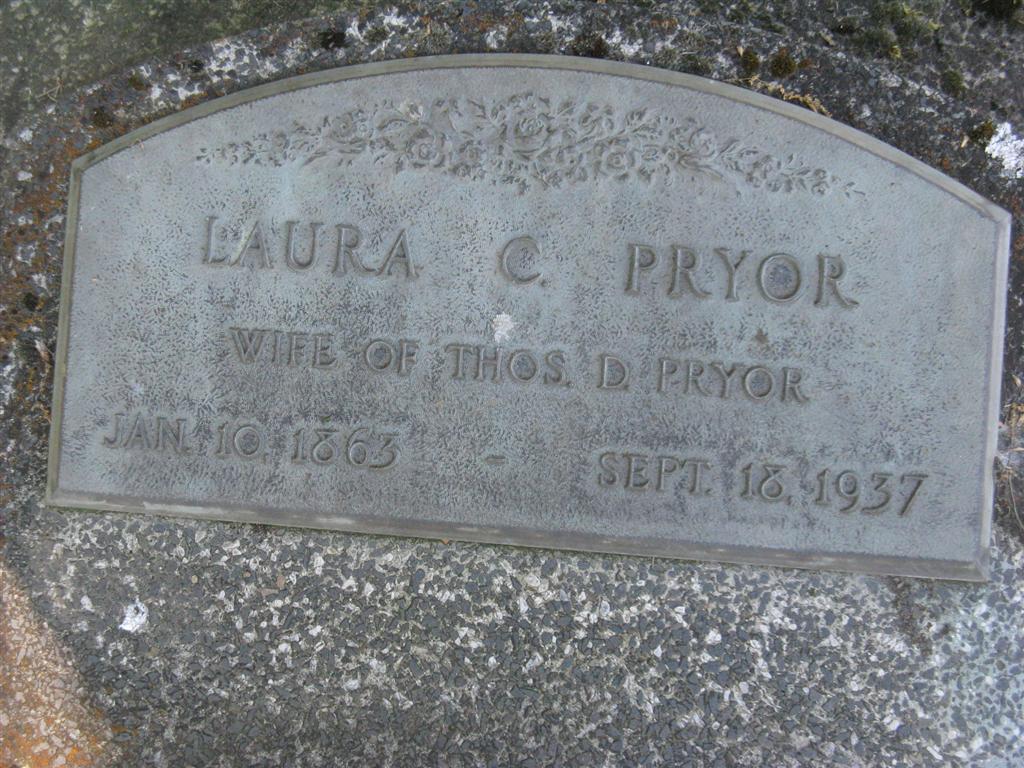 LAURA C. PRYOR
WIFE OF THOS. D. PRYOR
JAN. 10, 1863 - SEPT. 18, 1937